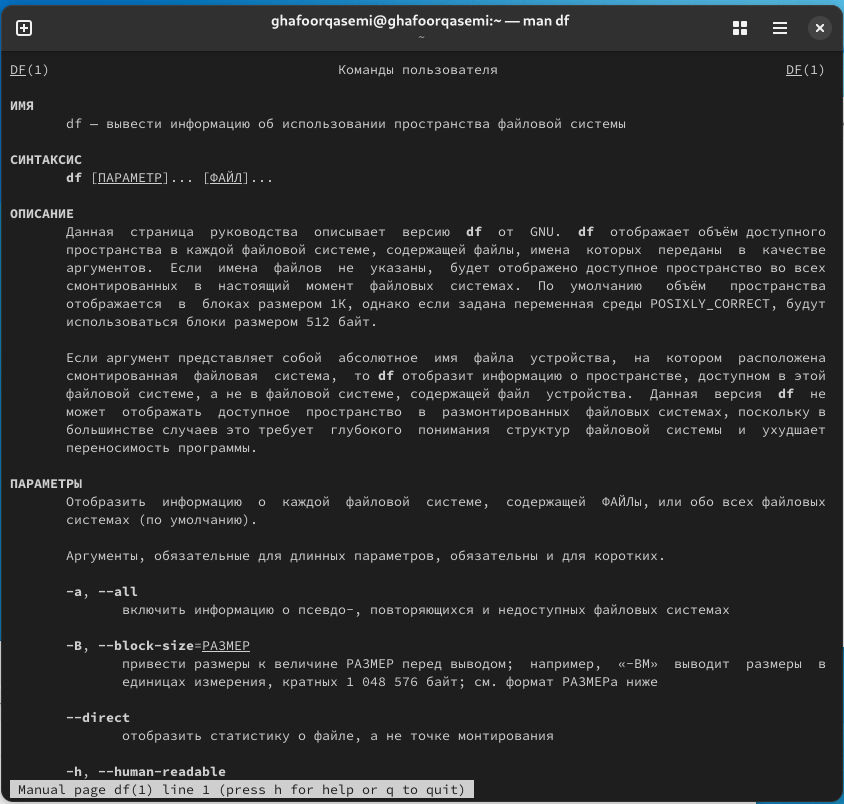 ghafoorqasemi@ghafoorqasemi:~ — man df
~
DF(1) Команды пользователя DF(1)
ИМЯ
df — вывести информацию об использовании пространства файловой системы
СИНТАКСИС
df [ПАРАМЕТР]... [ФАЙЛ]...
ОПИСАНИЕ
Данная страница руководства описывает версию df от GNU. df отображает объём доступного
пространства в каждой файловой системе, содержащей файлы, имена которых переданы в качестве
аргументов. Если имена файлов не указаны, будет отображено доступное пространство во всех
смонтированных в настоящий момент файловых системах. По умолчанию объём пространства
отображается в блоках размером 1K, однако если задана переменная среды POSIXLY_CORRECT, будут
использоваться блоки размером 512 байт.
Если аргумент представляет собой абсолютное имя файла устройства, на котором расположена
смонтированная файловая система, то df отобразит информацию о пространстве, доступном в этой
файловой системе, а не в файловой системе, содержащей файл устройства. Данная версия df не
может отображать доступное пространство в размонтированных файловых системах, поскольку в
большинстве случаев это требует глубокого понимания структур файловой системы и ухудшает
переносимость программы.
ПАРАМЕТРЫ
Отобразить информацию о каждой файловой системе, содержащей ФАЙЛы, или обо всех файловых
системах (по умолчанию).
Аргументы, обязательные для длинных параметров, обязательны и для коротких.
-a, --all
включить информацию о псевдо-, повторяющихся и недоступных файловых системах
-B, --block-size=РАЗМЕР
привести размеры к величине РАЗМЕР перед выводом; например, «-BM» выводит размеры в
единицах измерения, кратных 1 048 576 байт; см. формат РАЗМЕРа ниже
--direct
отобразить статистику о файле, а не точке монтирования
-h, --human-readable
Manual page df(1) line 1 (press h for help or q to quit)